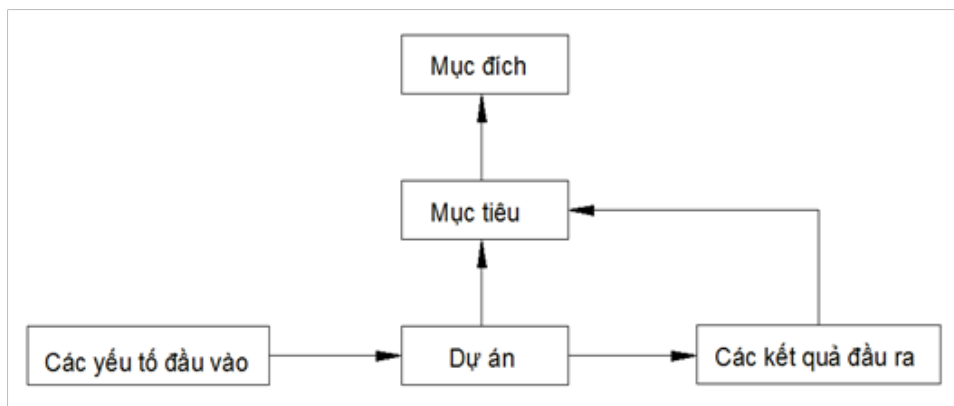 Mục đích
Mục tiêu
Các yếu tố đầu vào
Dự án
Các kết quả đầu ra